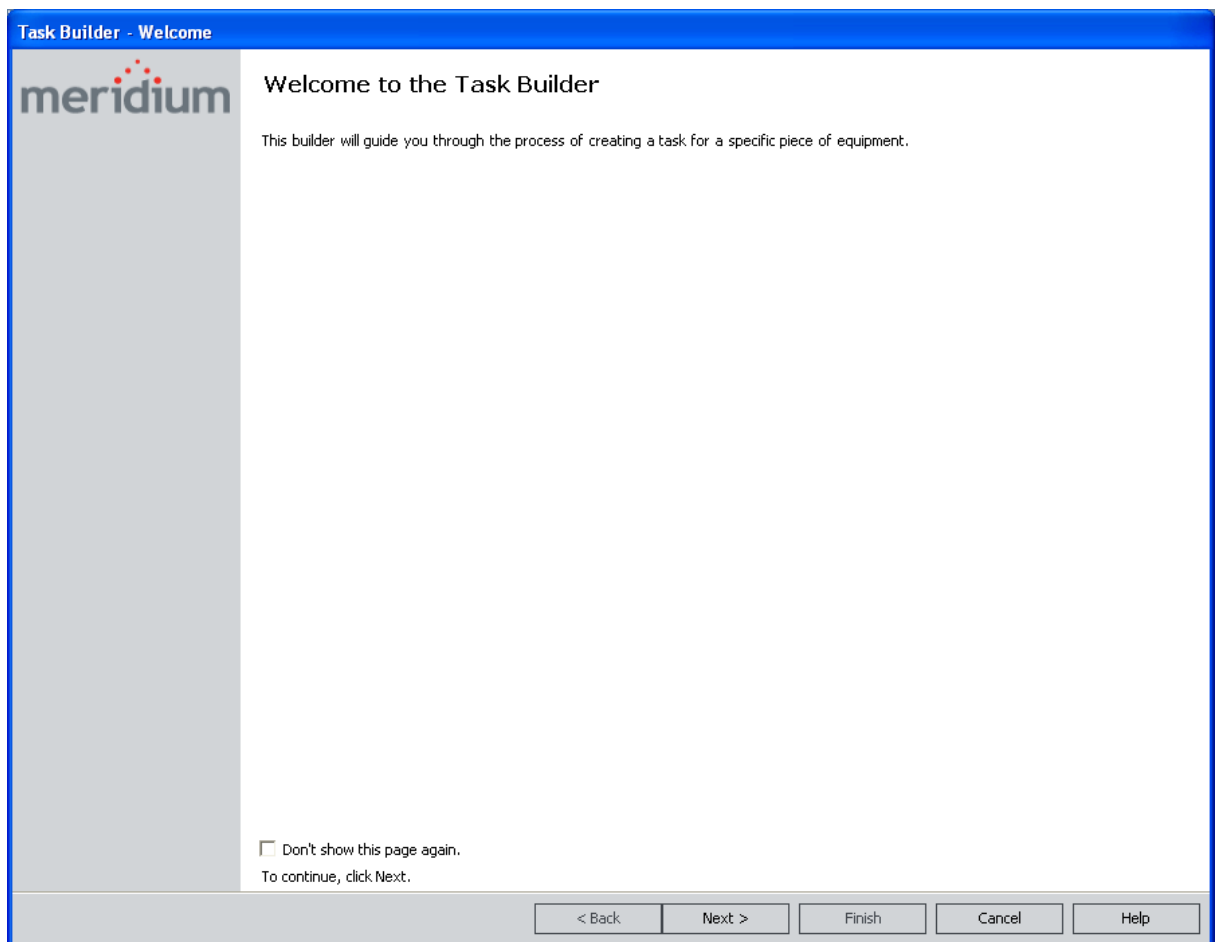 Task Builder - Welcome
meridium
Welcome to the Task Builder
This builder will guide you through the process of creating a task for a specific piece of equipment.
Don't show this page again.
To continue, click Next.
< Back Next > Finish Cancel Help